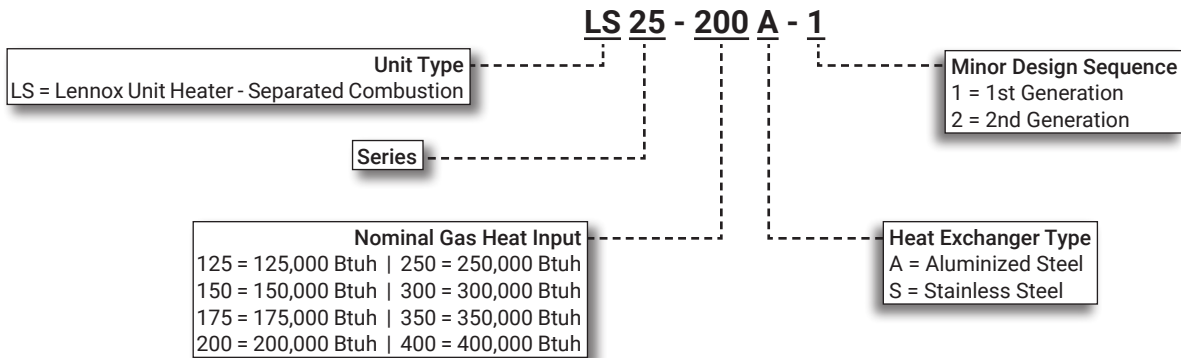 LS 25 - 200 A - 1
Unit Type
LS = Lennox Unit Heater - Separated Combustion
Minor Design Sequence
1 = 1st Generation
2 = 2nd Generation
Series
Nominal Gas Heat Input
125 = 125,000 Btuh | 250 = 250,000 Btuh
150 = 150,000 Btuh | 300 = 300,000 Btuh
175 = 175,000 Btuh | 350 = 350,000 Btuh
200 = 200,000 Btuh | 400 = 400,000 Btuh
Heat Exchanger Type
A = Aluminized Steel
S = Stainless Steel